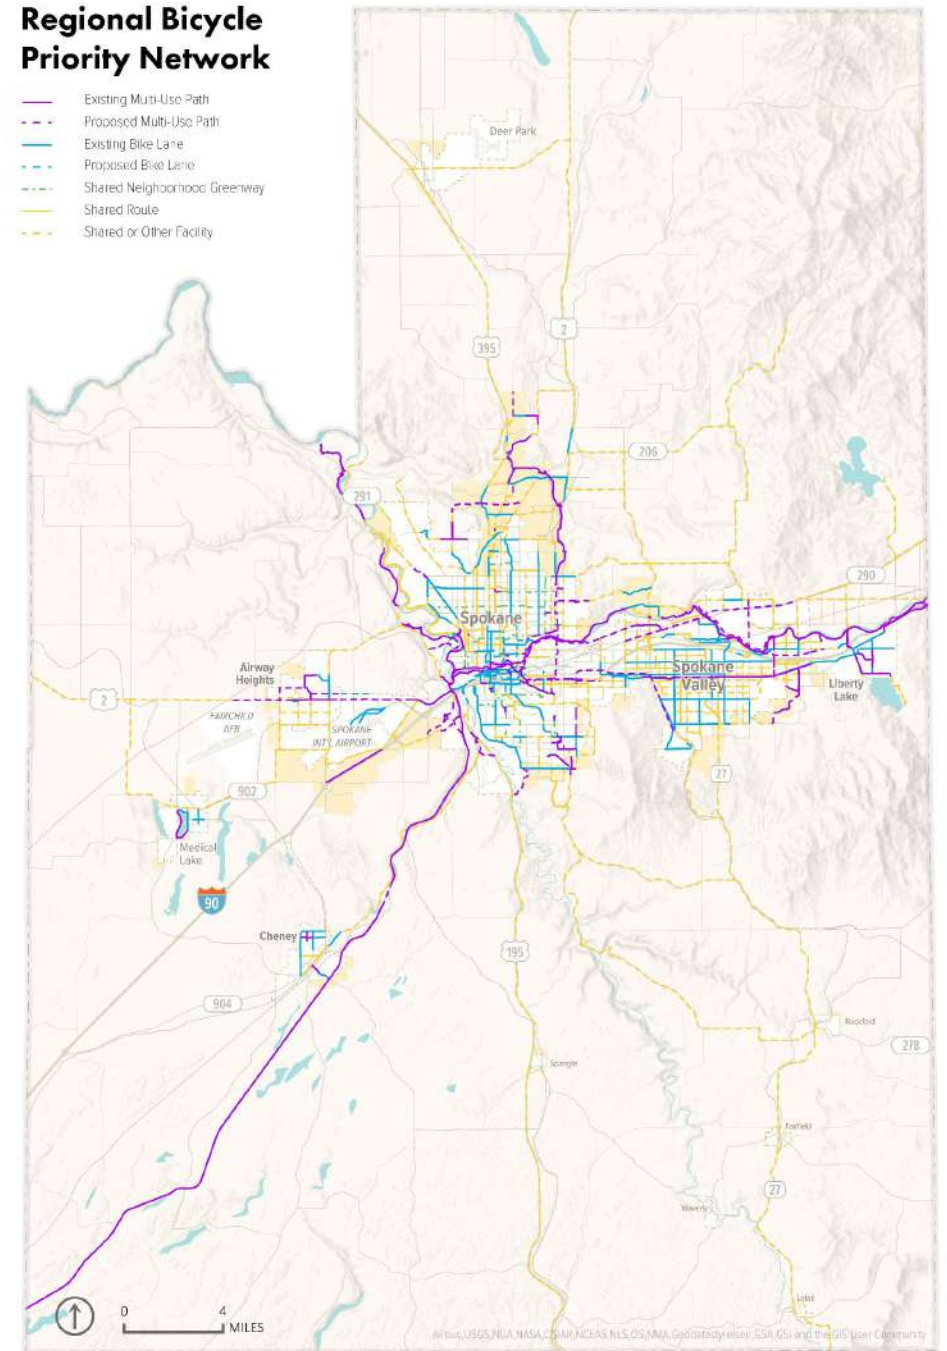 Regional Bicycle
Priority Network
Existing Multi-Use Path
Proposed Multi-Use Path
Existing Bike Lane
Proposed Bike Lane
Shared Neighborhood Greenway
Shared Route
Shared or Other Facility
Deer Park
2
395
206
291
290
Spokane
Airway
Heights
Spokane
Valley
Liberty
Lake
2
FAIRCHILD
AFB
SPOKANE
INT'L AIRPORT
27
902
Medical
Lake
90
Cheney
195
904
Rockford
278
Spangle
Fairfield
27
Waverly
Latah
0 4
MILES
Airbus,USGS,NGA,NASA,CGIAR,NCEAS,NLS,OS,NMA,Geodatastyrelsen,GSA,GSI and the GIS User Community